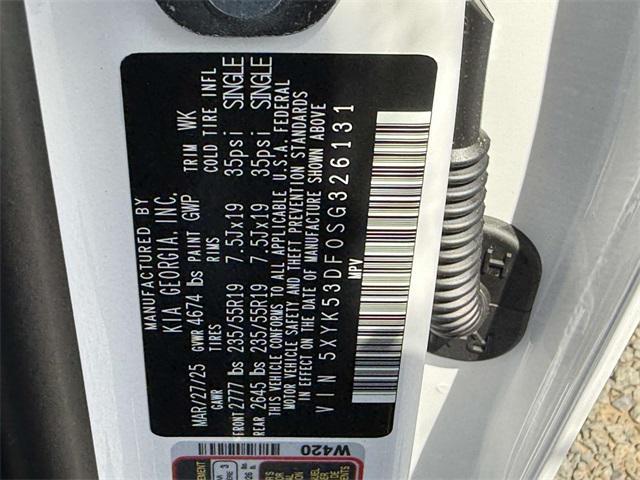 MANUFACTURED BY
KIA GEORGIA, INC.
MAR/27/25 GVWR 4674 lbs PAINT GWP TRIM WK
GAWR TIRES RIMS COLD TIRE INFL
FRONT 2777 lbs 235/55R19 7.5Jx19 35psi SINGLE
REAR 2645 lbs 235/55R19 7.5Jx19 35psi SINGLE
THIS VEHICLE CONFORMS TO ALL APPLICABLE U.S.A. FEDERAL
MOTOR VEHICLE SAFETY AND THEFT PREVENTION STANDARDS
IN EFFECT ON THE DATE OF MANUFACTURE SHOWN ABOVE
VIN 5XYK53DF0SG326131
MPV
W420